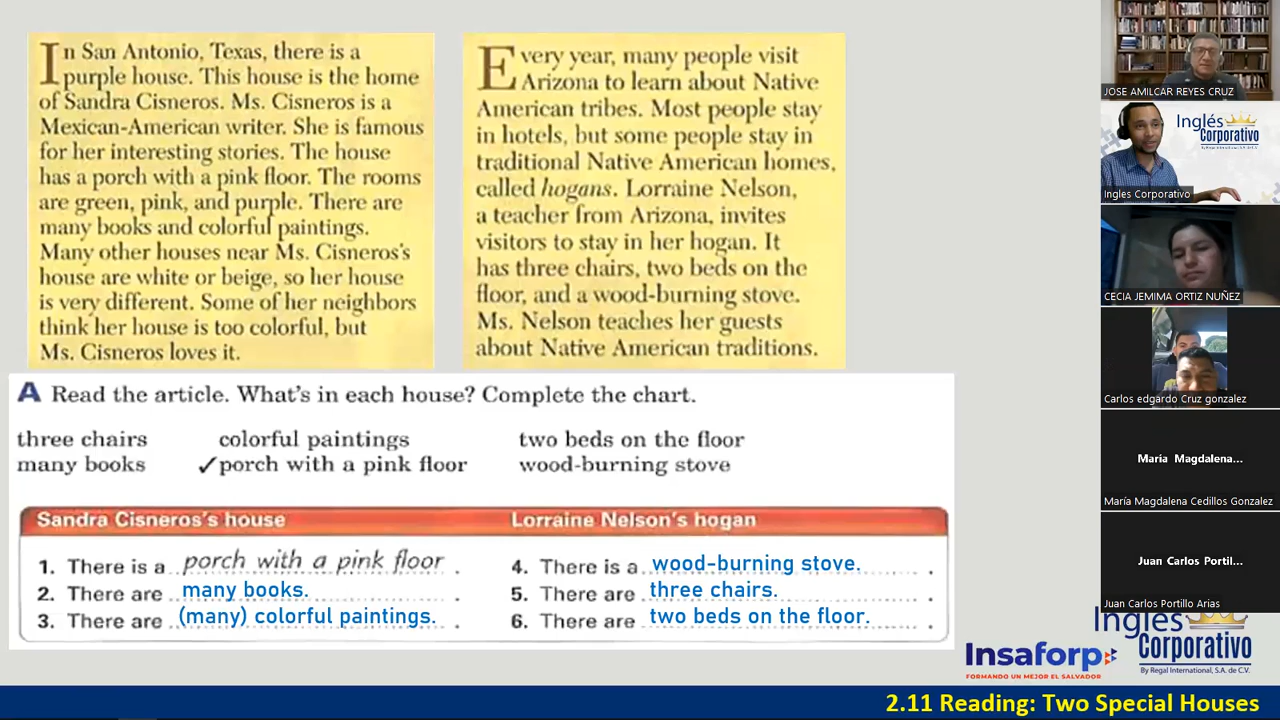 In San Antonio, Texas, there is a
purple house. This house is the home
of Sandra Cisneros. Ms. Cisneros is a
Mexican-American writer. She is famous
for her interesting stories. The house
has a porch with a pink floor. The rooms
are green, pink, and purple. There are
many books and colorful paintings.
Many other houses near Ms. Cisneros's
house are white or beige, so her house
is very different. Some of her neighbors
think her house is too colorful, but
Ms. Cisneros loves it.
Every year, many people visit
Arizona to learn about Native
American tribes. Most people stay
in hotels, but some people stay in
traditional Native American homes,
called hogans. Lorraine Nelson,
a teacher from Arizona, invites
visitors to stay in her hogan. It
has three chairs, two beds on the
floor, and a wood-burning stove.
Ms. Nelson teaches her guests
about Native American traditions.
A Read the article. What's in each house? Complete the chart.
three chairs colorful paintings two beds on the floor
many books ✓porch with a pink floor wood-burning stove
Sandra Cisneros's house
1. There is a porch with a pink floor.
2. There are many books. .
3. There are (many) colorful paintings. .
Lorraine Nelson's hogan
4. There is a wood-burning stove. .
5. There are three chairs. .
6. There are two beds on the floor. .
JOSE AMILCAR REYES CRUZ
Inglés
Corporativo
By Regal International, S.A. de C.V.
Ingles Corporativo
CECIA JEMIMA ORTIZ NUÑEZ
Carlos edgardo Cruz gonzalez
Maria Magdalena...
María Magdalena Cedillos Gonzalez
Juan Carlos Portil...
Juan Carlos Portillo Arias
Insaforp
FORMANDO UN MEJOR EL SALVADOR
Inglés
Corporativo
By Regal International, S.A. de C.V.
2.11 Reading: Two Special Houses